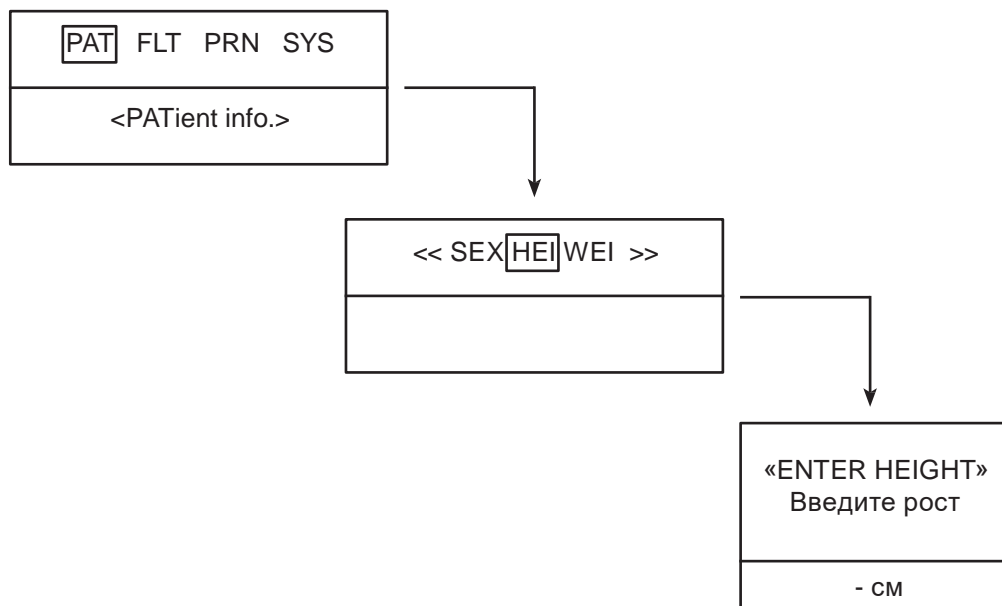 PAT FLT PRN SYS
<PATient info.>
<< SEX HEI WEI >>
«ENTER HEIGHT»
Введите рост
- см